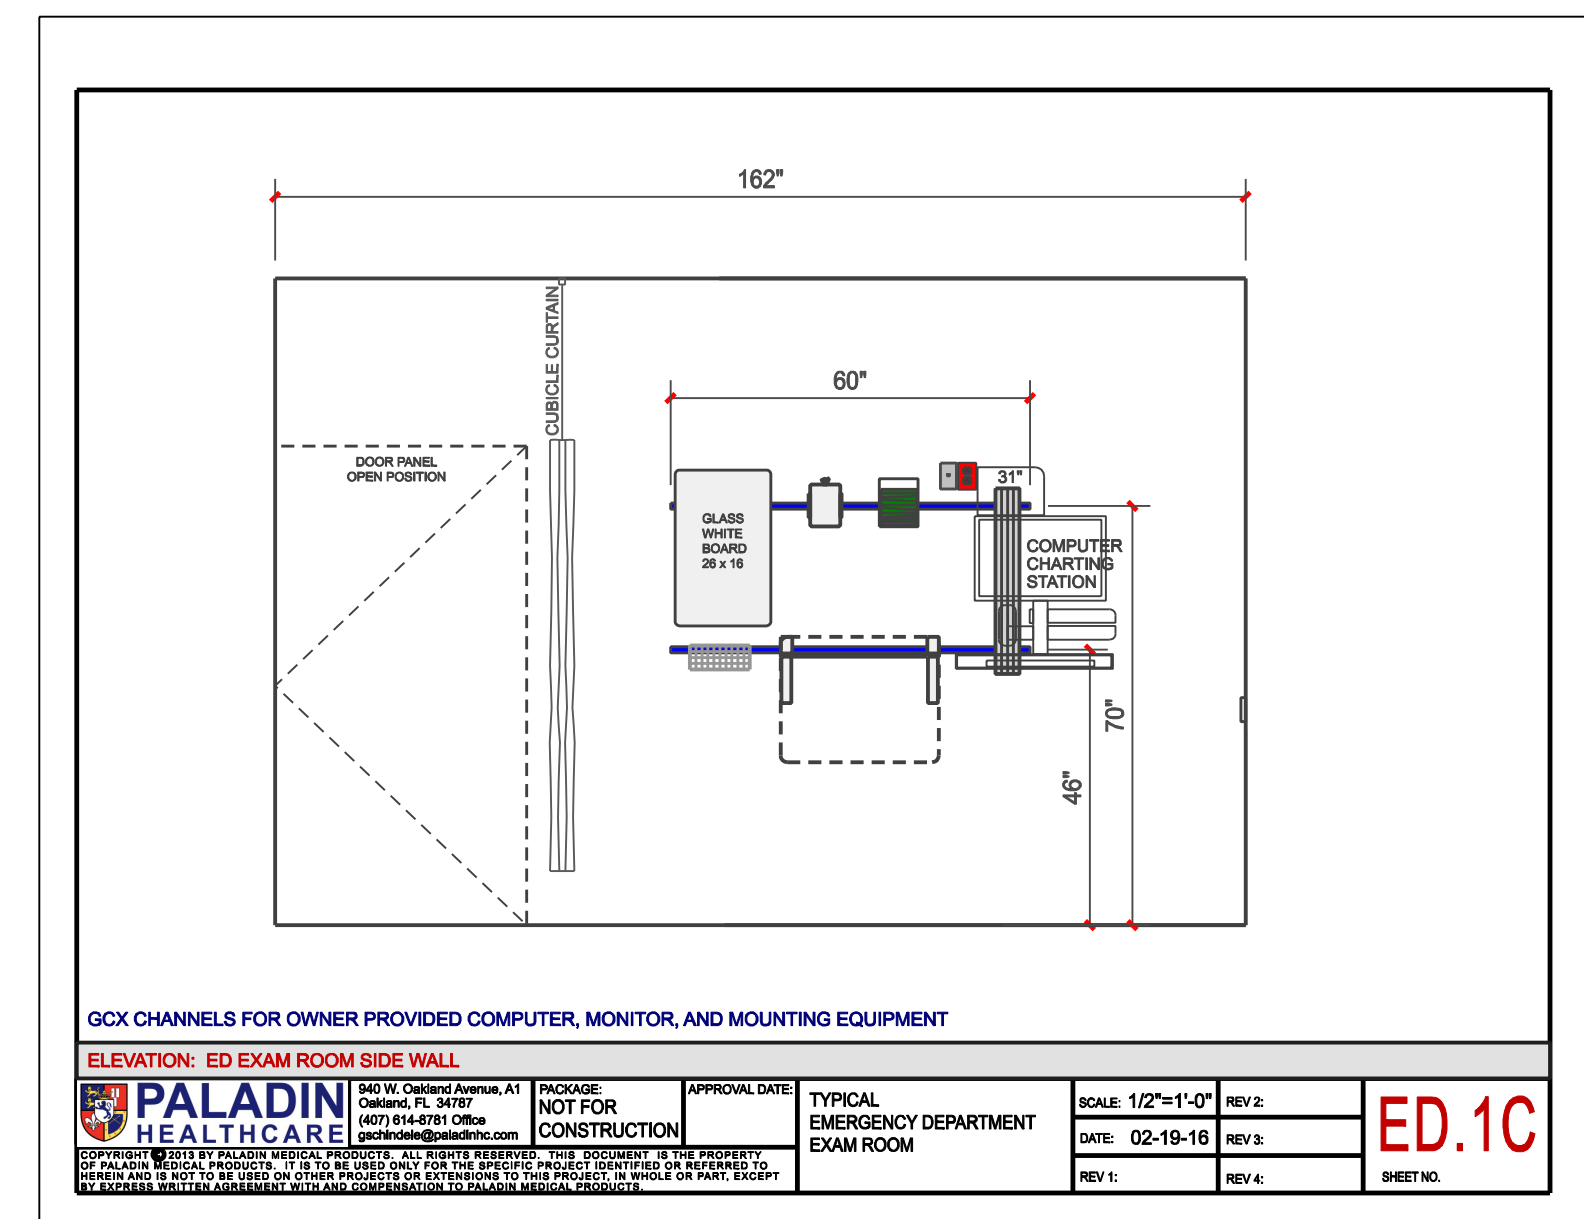 162"
CUBICLE CURTAIN
60"
DOOR PANEL
OPEN POSITION
31"
GLASS
WHITE
BOARD
26 x 16
COMPUTER
CHARTING
STATION
70"
46"
GCX CHANNELS FOR OWNER PROVIDED COMPUTER, MONITOR, AND MOUNTING EQUIPMENT
ELEVATION:  ED EXAM ROOM SIDE WALL
PALADIN
HEALTHCARE
940 W. Oakland Avenue, A1
Oakland, FL  34787
(407) 614-8781 Office
gschindele@paladinhc.com
PACKAGE:
NOT FOR
CONSTRUCTION
APPROVAL DATE:
COPYRIGHT 2013 BY PALADIN MEDICAL PRODUCTS.  ALL RIGHTS RESERVED.  THIS  DOCUMENT  IS THE PROPERTY
OF PALADIN MEDICAL PRODUCTS.  IT IS TO BE USED ONLY FOR THE SPECIFIC PROJECT IDENTIFIED OR REFERRED TO
HEREIN AND IS NOT TO BE USED ON OTHER PROJECTS OR EXTENSIONS TO THIS PROJECT, IN WHOLE OR PART, EXCEPT
BY EXPRESS WRITTEN AGREEMENT WITH AND COMPENSATION TO PALADIN MEDICAL PRODUCTS.
TYPICAL
EMERGENCY DEPARTMENT
EXAM ROOM
SCALE: 1/2"=1'-0"
DATE: 02-19-16
REV 1:
REV 2:
REV 3:
REV 4:
ED.1C
SHEET NO.